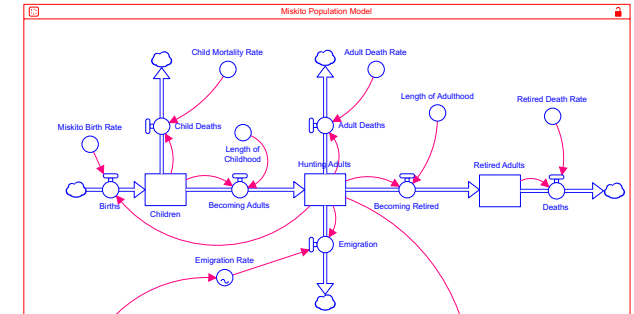 Miskito Population Model
Child Mortality Rate
Adult Death Rate
Length of Adulthood
Retired Death Rate
Miskito Birth Rate
Child Deaths
Adult Deaths
Length of
Childhood
Hunting Adults
Retired Adults
Births
Children
Becoming Adults
Becoming Retired
Deaths
Emigration
Emigration Rate